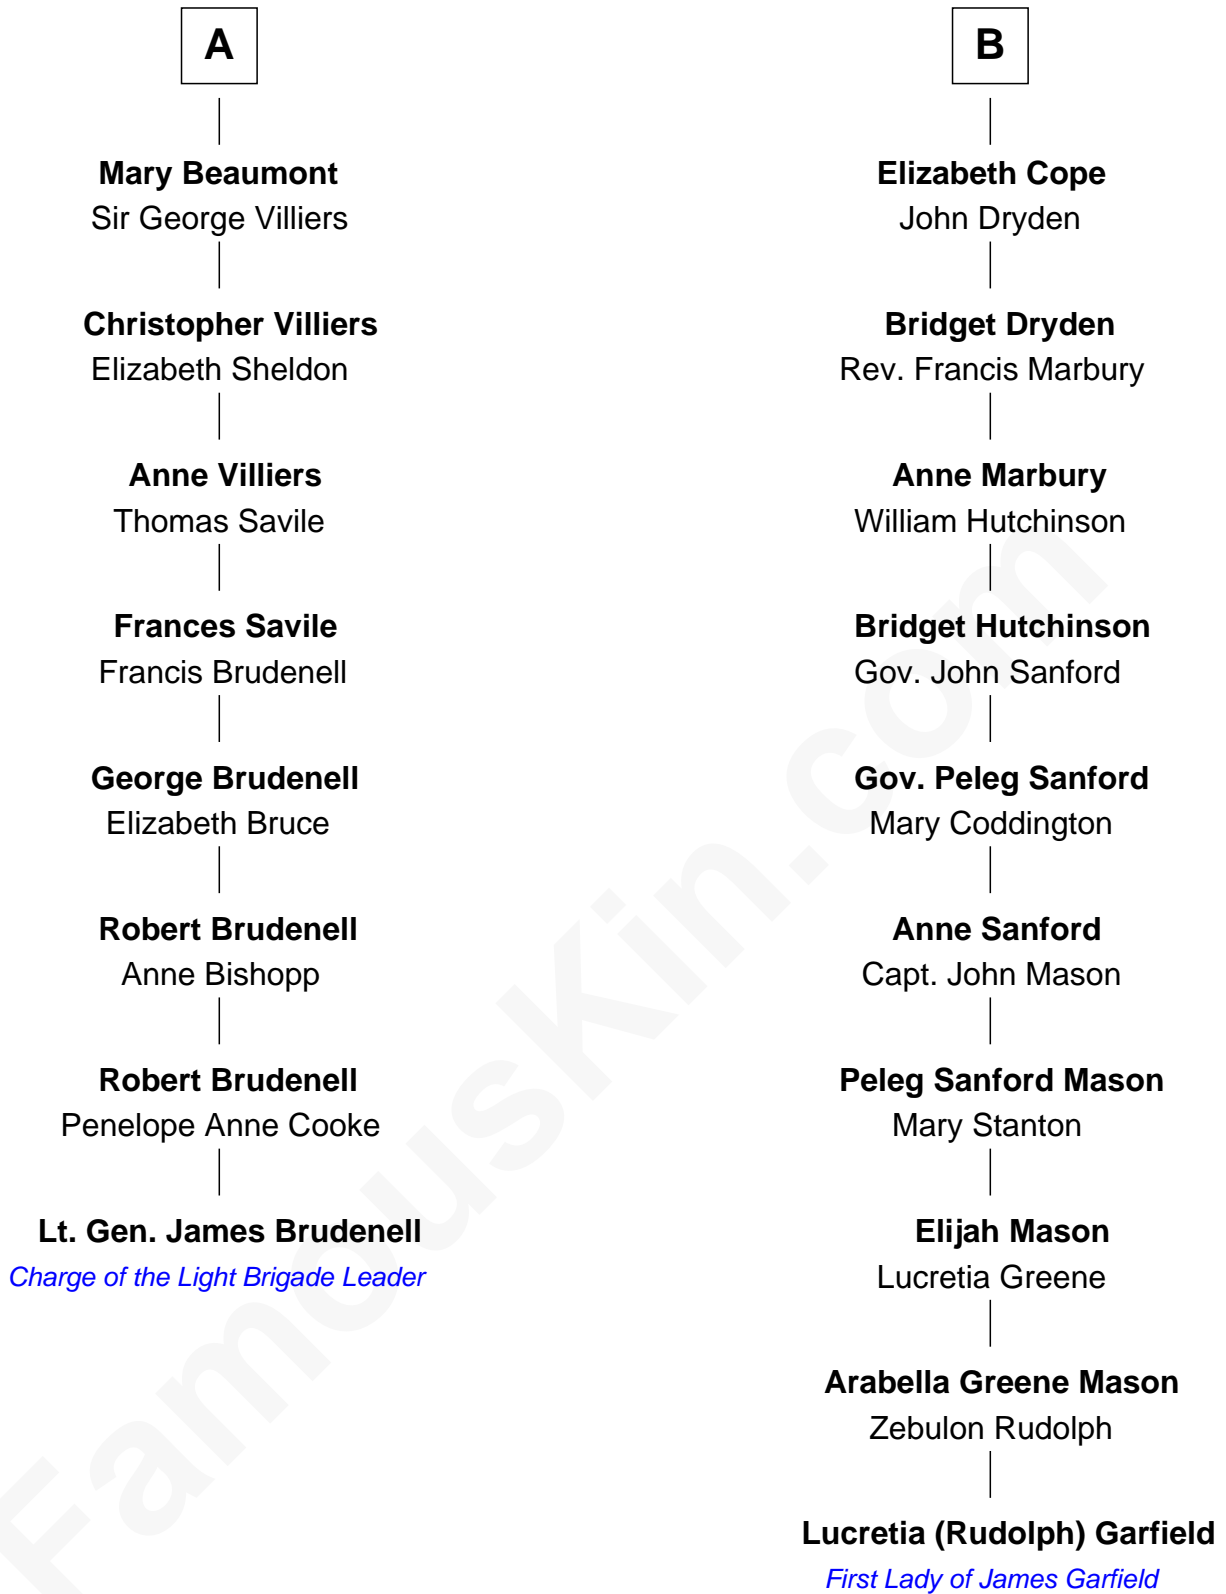 A
Mary Beaumont
Sir George Villiers
Christopher Villiers
Elizabeth Sheldon
Anne Villiers
Thomas Savile
Frances Savile
Francis Brudenell
George Brudenell
Elizabeth Bruce
Robert Brudenell
Anne Bishopp
Robert Brudenell
Penelope Anne Cooke
Lt. Gen. James Brudenell
Charge of the Light Brigade Leader
B
Elizabeth Cope
John Dryden
Bridget Dryden
Rev. Francis Marbury
Anne Marbury
William Hutchinson
Bridget Hutchinson
Gov. John Sanford
Gov. Peleg Sanford
Mary Coddington
Anne Sanford
Capt. John Mason
Peleg Sanford Mason
Mary Stanton
Elijah Mason
Lucretia Greene
Arabella Greene Mason
Zebulon Rudolph
Lucretia (Rudolph) Garfield
First Lady of James Garfield
FamousKin.com